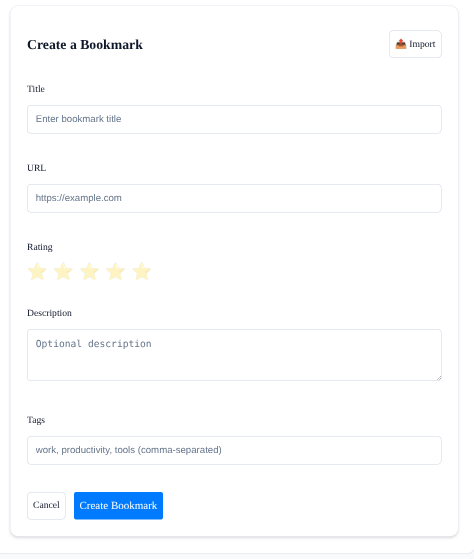 Create a Bookmark
Import
Title
Enter bookmark title
URL
https://example.com
Rating
Description
Optional description
Tags
work, productivity, tools (comma-separated)
Cancel
Create Bookmark